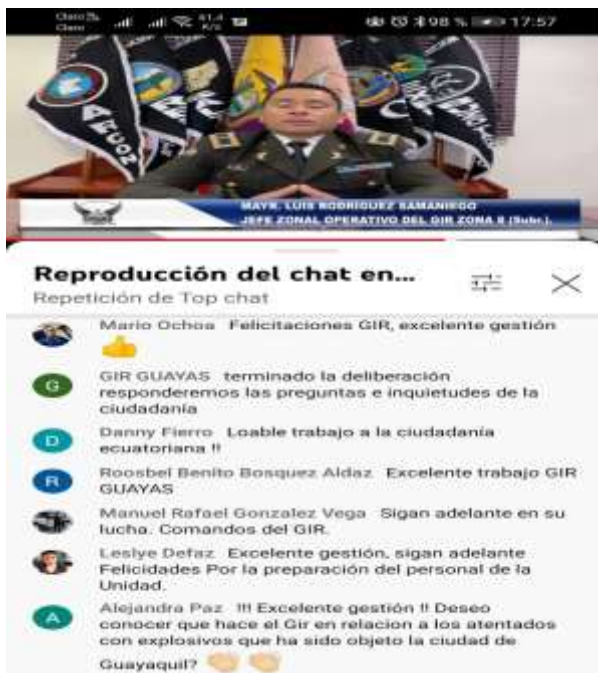 Claro
Claro
61,4
K/s
98 %
17:57
MAYR. LUIS RODRIGUEZ SAMANIEGO
JEFE ZONAL OPERATIVO DEL GIR ZONA 8 (Subr.).
Reproducción del chat en...
Repetición de Top chat
Mario Ochoa Felicitaciones GIR, excelente gestión
👍
G
GIR GUAYAS terminado la deliberación
responderemos las preguntas e inquietudes de la
ciudadanía
D
Danny Fierro Loable trabajo a la ciudadanía
ecuatoriana !!
R
Roosbel Benito Bosquez Aldaz Excelente trabajo GIR
GUAYAS
Manuel Rafael Gonzalez Vega Sigan adelante en su
lucha. Comandos del GIR.
Leslye Defaz Excelente gestión, sigan adelante
Felicidades Por la preparación del personal de la
Unidad.
A
Alejandra Paz !!! Excelente gestión !! Deseo
conocer que hace el Gir en relacion a los atentados
con explosivos que ha sido objeto la ciudad de
Guayaquil? 👏 👏